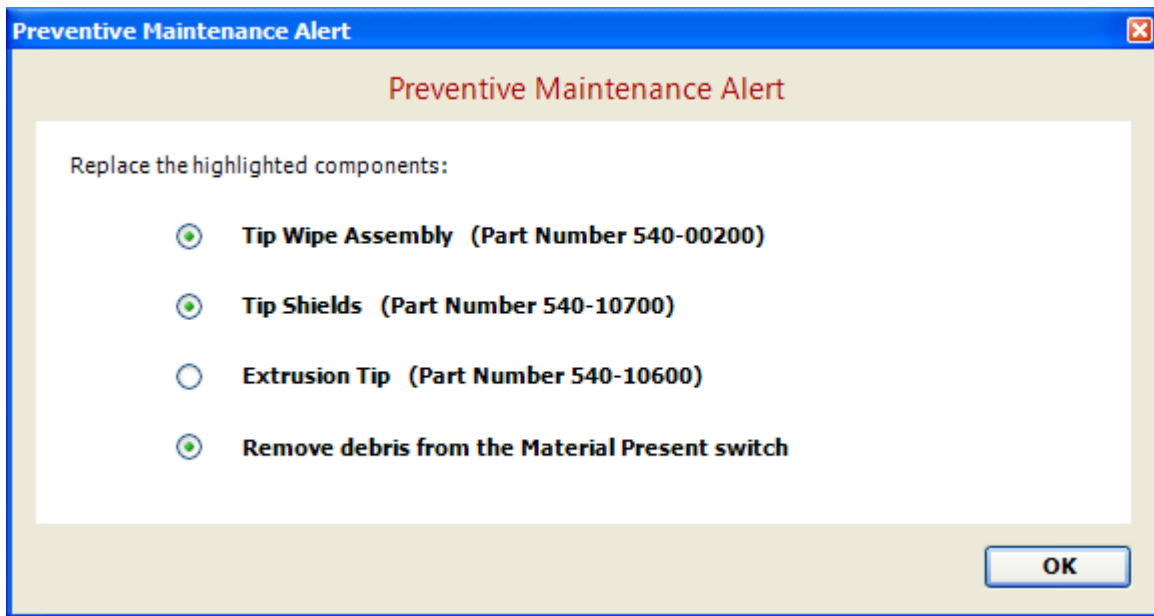 Preventive Maintenance Alert
Preventive Maintenance Alert
Replace the highlighted components:
Tip Wipe Assembly (Part Number 540-00200)
Tip Shields (Part Number 540-10700)
Extrusion Tip (Part Number 540-10600)
Remove debris from the Material Present switch
OK